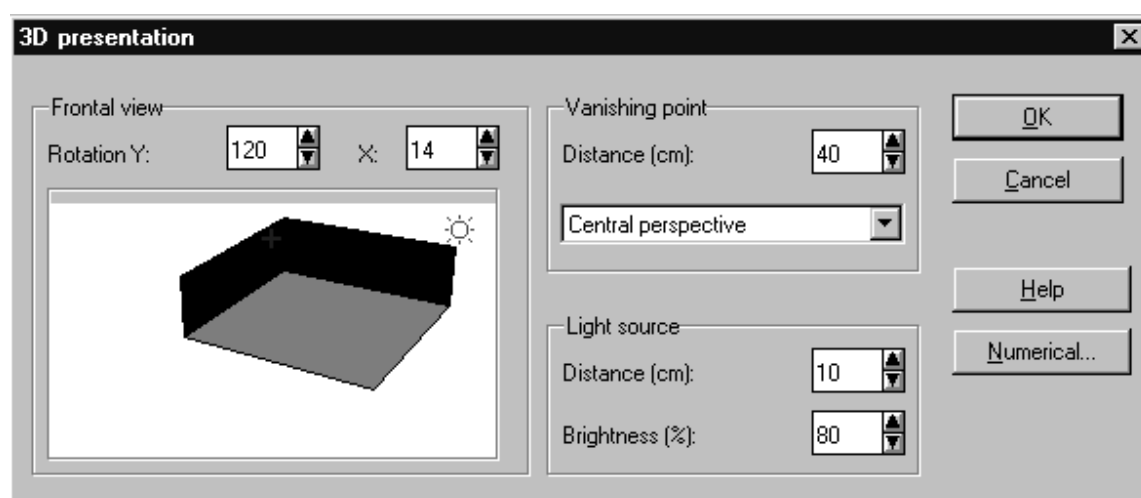 3D presentation
Frontal view
Rotation Y: 120 X: 14
Vanishing point
Distance (cm): 40
Central perspective
Light source
Distance (cm): 10
Brightness (%): 80
OK
Cancel
Help
Numerical...